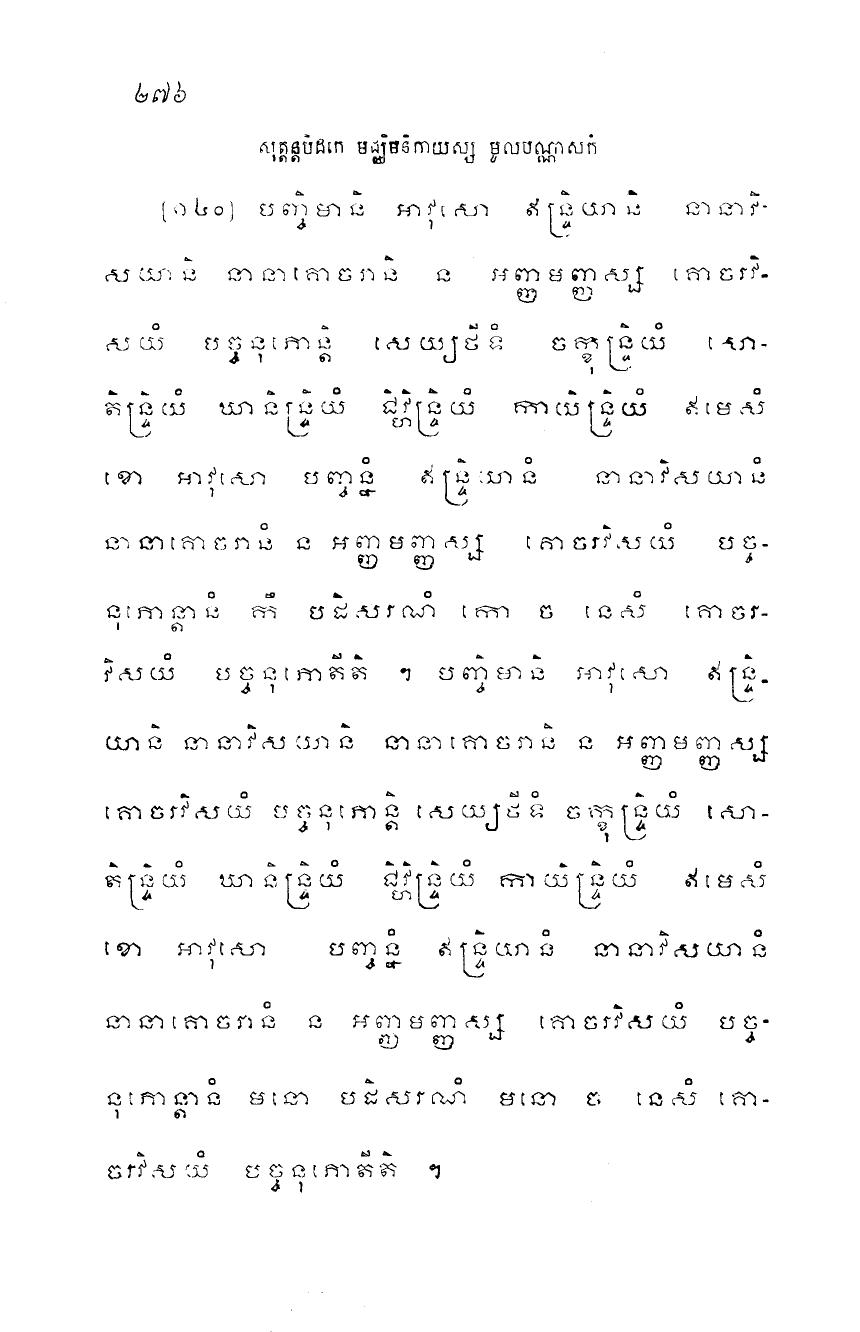 ២៧៦
សុត្តន្តបិដកេ មជ្ឈិមនិកាយស្ស មូលបណ្ណាសកំ
[១៤០] បញ្ចិមានិ អាវុសោ ឥន្ទ្រិយានិ នានាវិ-
សយានិ នានាគោចរានិ ន អញ្ញមញ្ញស្ស គោចរវិ-
សយំ បច្ចនុភោន្តិ សេយ្យថីទំ ចក្ខុន្ទ្រិយំ សោ-
តិន្ទ្រិយំ ឃានិន្ទ្រិយំ ជិវ្ហិន្ទ្រិយំ កាយិន្ទ្រិយំ ឥមេសំ
ខោ អាវុសោ បញ្ចន្នំ ឥន្ទ្រិយានំ នានាវិសយានំ
នានាគោចរានំ ន អញ្ញមញ្ញស្ស គោចរវិសយំ បច្ច-
នុភោន្តានំ កឹ បដិសរណំ កោ ច នេសំ គោចរ-
វិសយំ បច្ចនុភោតីតិ ។ បញ្ចិមានិ អាវុសោ ឥន្ទ្រិ-
យានិ នានាវិសយានិ នានាគោចរានិ ន អញ្ញមញ្ញស្ស
គោចរវិសយំ បច្ចនុភោន្តិ សេយ្យថីទំ ចក្ខុន្ទ្រិយំ សោ-
តិន្ទ្រិយំ ឃានិន្ទ្រិយំ ជិវ្ហិន្ទ្រិយំ កាយិន្ទ្រិយំ ឥមេសំ
ខោ អាវុសោ បញ្ចន្នំ ឥន្ទ្រិយានំ នានាវិសយានំ
នានាគោចរានំ ន អញ្ញមញ្ញស្ស គោចរវិសយំ បច្ច-
នុភោន្តានំ មនោ បដិសរណំ មនោ ច នេសំ គោ-
ចរវិសយំ បច្ចនុភោតីតិ ។